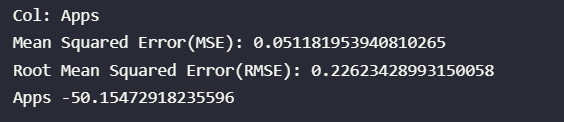 Col: Apps
Mean Squared Error(MSE): 0.051181953940810265
Root Mean Squared Error(RMSE): 0.22623428993150058
Apps -50.15472918235596